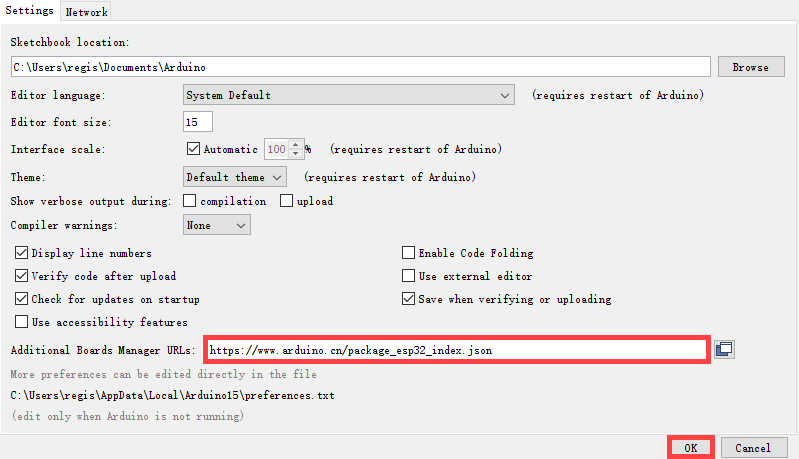 Settings Network
Sketchbook location:
C:\Users\regis\Documents\Arduino Browse
Editor language: System Default (requires restart of Arduino)
Editor font size: 15
Interface scale: Automatic 100 % (requires restart of Arduino)
Theme: Default theme (requires restart of Arduino)
Show verbose output during: compilation upload
Compiler warnings: None
Display line numbers Enable Code Folding
Verify code after upload Use external editor
Check for updates on startup Save when verifying or uploading
Use accessibility features
Additional Boards Manager URLs: https://www.arduino.cn/package_esp32_index.json
More preferences can be edited directly in the file
C:\Users\regis\AppData\Local\Arduino15\preferences.txt
(edit only when Arduino is not running)
OK Cancel